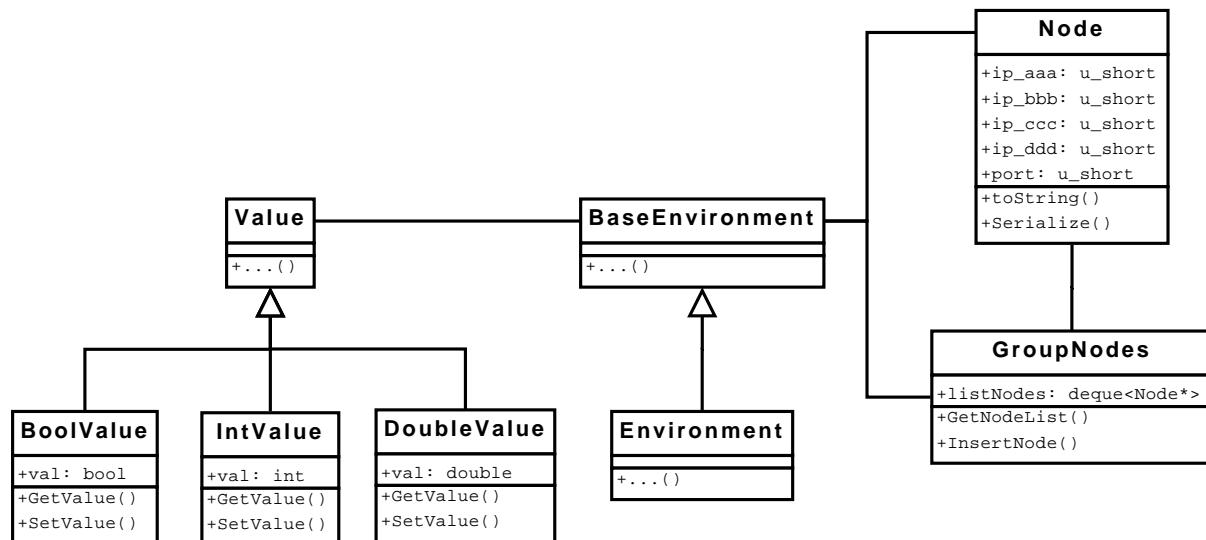 Node
+ip_aaa: u_short
+ip_bbb: u_short
+ip_ccc: u_short
+ip_ddd: u_short
+port: u_short
+toString()
+Serialize()
Value
+...()
BaseEnvironment
+...()
GroupNodes
+listNodes: deque<Node*>
+GetNodeList()
+InsertNode()
BoolValue
+val: bool
+GetValue()
+SetValue()
IntValue
+val: int
+GetValue()
+SetValue()
DoubleValue
+val: double
+GetValue()
+SetValue()
Environment
+...()